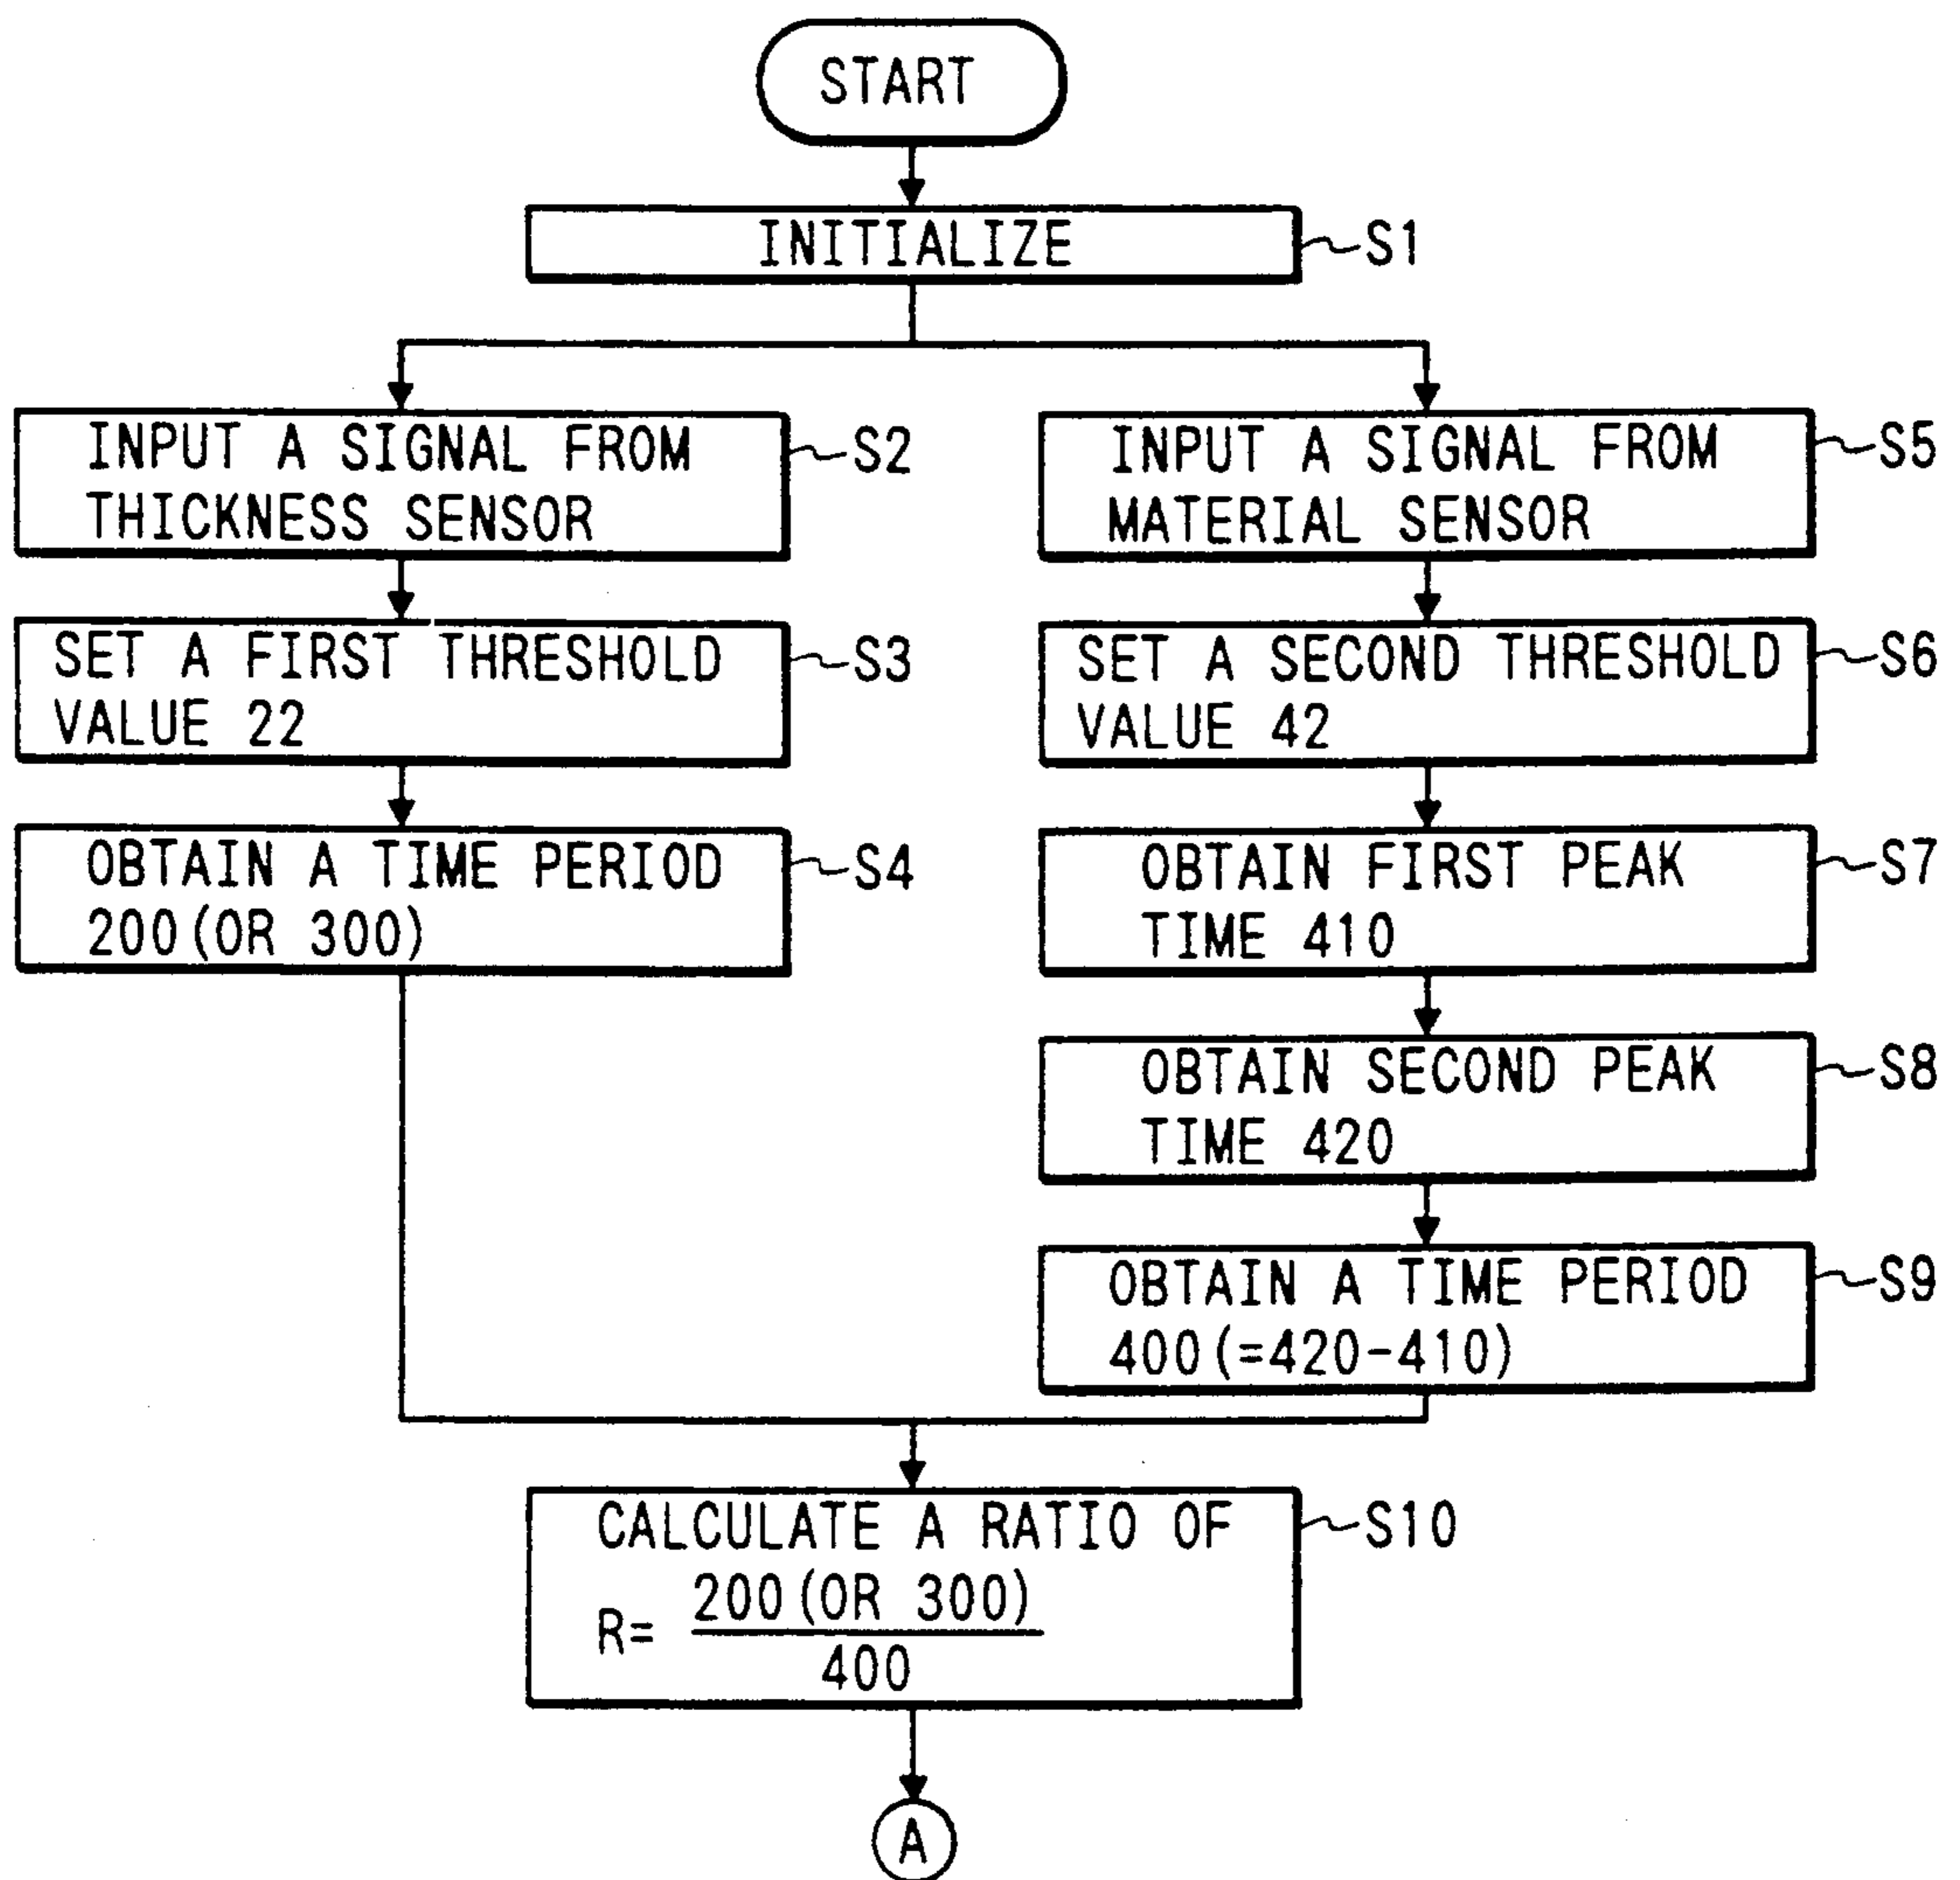 START
INITIALIZE
S1
INPUT A SIGNAL FROM
THICKNESS SENSOR
S2
SET A FIRST THRESHOLD
VALUE 22
S3
OBTAIN A TIME PERIOD
200(OR 300)
S4
INPUT A SIGNAL FROM
MATERIAL SENSOR
S5
SET A SECOND THRESHOLD
VALUE 42
S6
OBTAIN FIRST PEAK
TIME 410
S7
OBTAIN SECOND PEAK
TIME 420
S8
OBTAIN A TIME PERIOD
400(=420-410)
S9
CALCULATE A RATIO OF
200(OR 300)
R=
400
S10
A